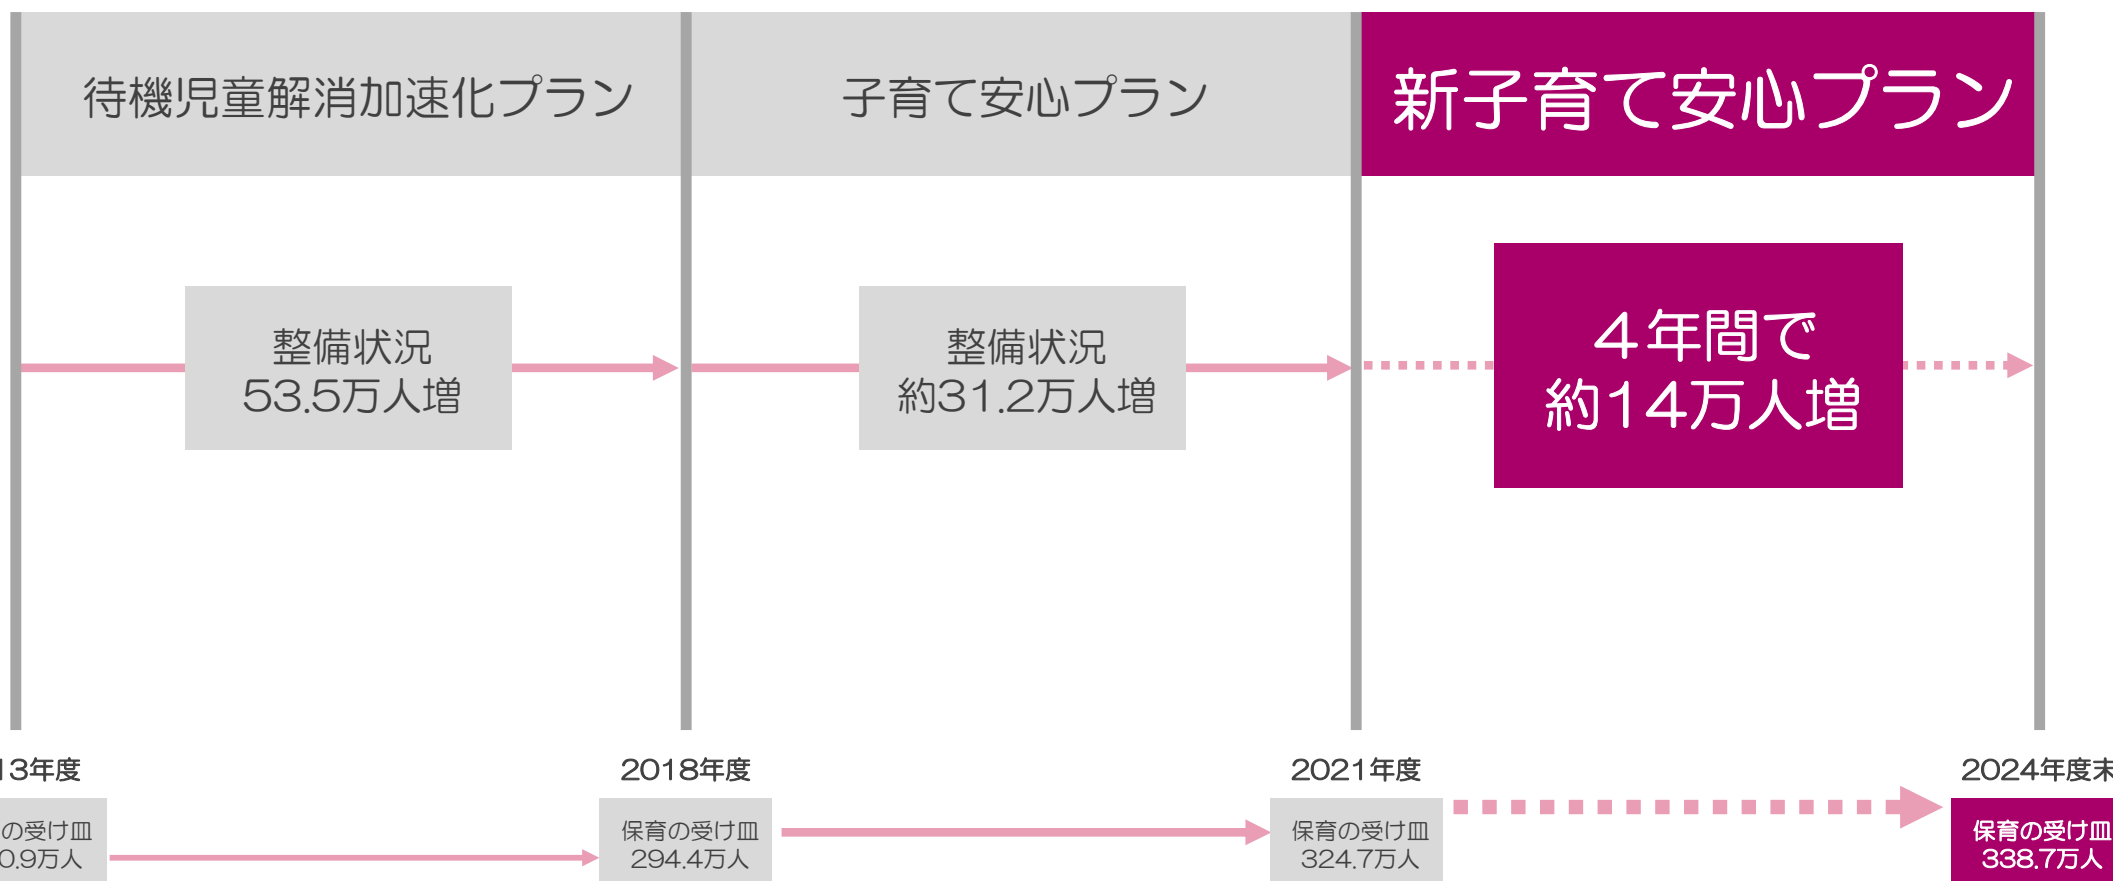 待機児童解消加速化プラン
子育て安心プラン
新子育て安心プラン
整備状況
53.5万人増
整備状況
約31.2万人増
4年間で
約14万人増
13年度
2018年度
2021年度
2024年度末
の受け皿
0.9万人
保育の受け皿
294.4万人
保育の受け皿
324.7万人
保育の受け皿
338.7万人